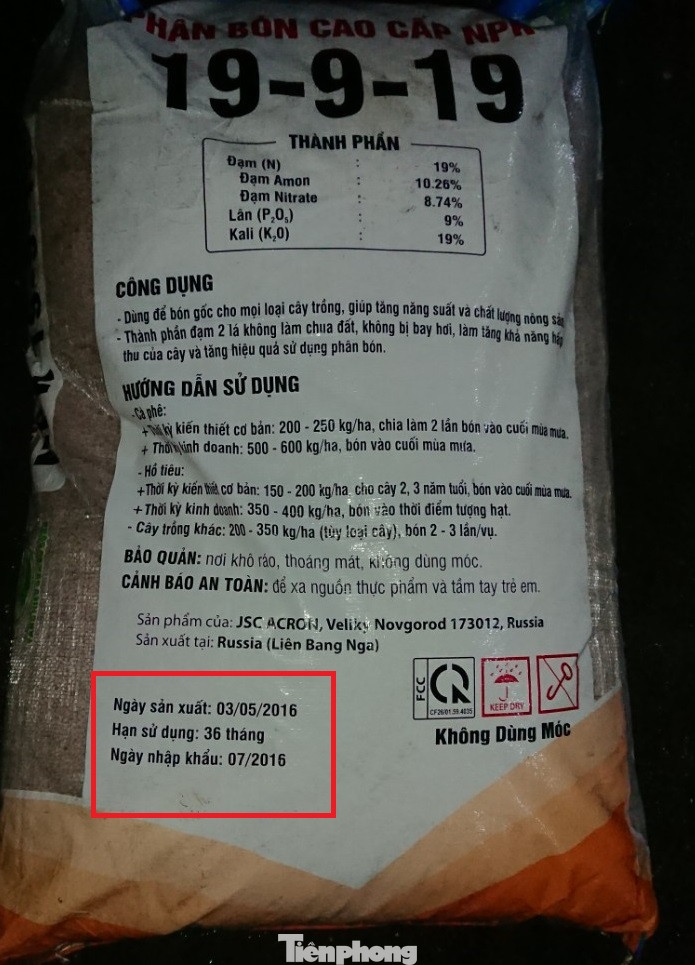 PHÂN BÓN CAO CẤP NPK
19-9-19
THÀNH PHẦN
Đạm (N) : 19%
Đạm Amon : 10.26%
Đạm Nitrate : 8.74%
Lân (P₂O₅) : 9%
Kali (K₂O) : 19%
CÔNG DỤNG
- Dùng để bón gốc cho mọi loại cây trồng, giúp tăng năng suất và chất lượng nông sản
- Thành phần đạm 2 lá không làm chua đất, không bị bay hơi, làm tăng khả năng hấp
thu của cây và tăng hiệu quả sử dụng phân bón.
HƯỚNG DẪN SỬ DỤNG
- Cà phê:
+ Thời kỳ kiến thiết cơ bản: 200 - 250 kg/ha, chia làm 2 lần bón vào cuối mùa mưa.
+ Thời kỳ kinh doanh: 500 - 600 kg/ha, bón vào cuối mùa mưa.
- Hồ tiêu:
+Thời kỳ kiến thiết cơ bản: 150 - 200 kg/ha, cho cây 2, 3 năm tuổi, bón vào cuối mùa mưa.
+ Thời kỳ kinh doanh: 350 - 400 kg/ha, bón vào thời điểm tượng hạt.
- Cây trồng khác: 200 - 350 kg/ha (tùy loại cây), bón 2 - 3 lần/vụ.
BẢO QUẢN: nơi khô ráo, thoáng mát, không dùng móc.
CẢNH BÁO AN TOÀN: để xa nguồn thực phẩm và tầm tay trẻ em.
Sản phẩm của: JSC ACRON, Veliky Novgorod 173012, Russia
Sản xuất tại: Russia (Liên Bang Nga)
FCC
KEEP DRY
Không Dùng Móc
Ngày sản xuất: 03/05/2016
Hạn sử dụng: 36 tháng
Ngày nhập khẩu: 07/2016
Tiênphong